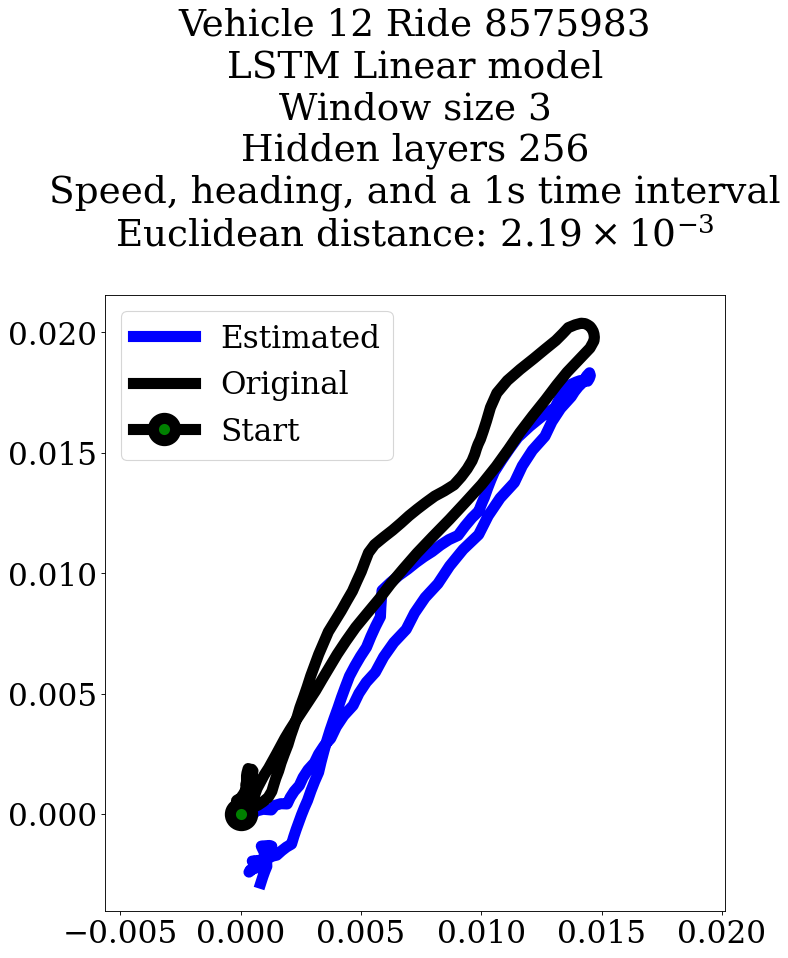 Vehicle 12 Ride 8575983
LSTM Linear model
Window size 3
Hidden layers 256
Speed, heading, and a 1s time interval
Euclidean distance: 2.19 × 10⁻³
Estimated
Original
Start
0.020
0.015
0.010
0.005
0.000
−0.005 0.000 0.005 0.010 0.015 0.020